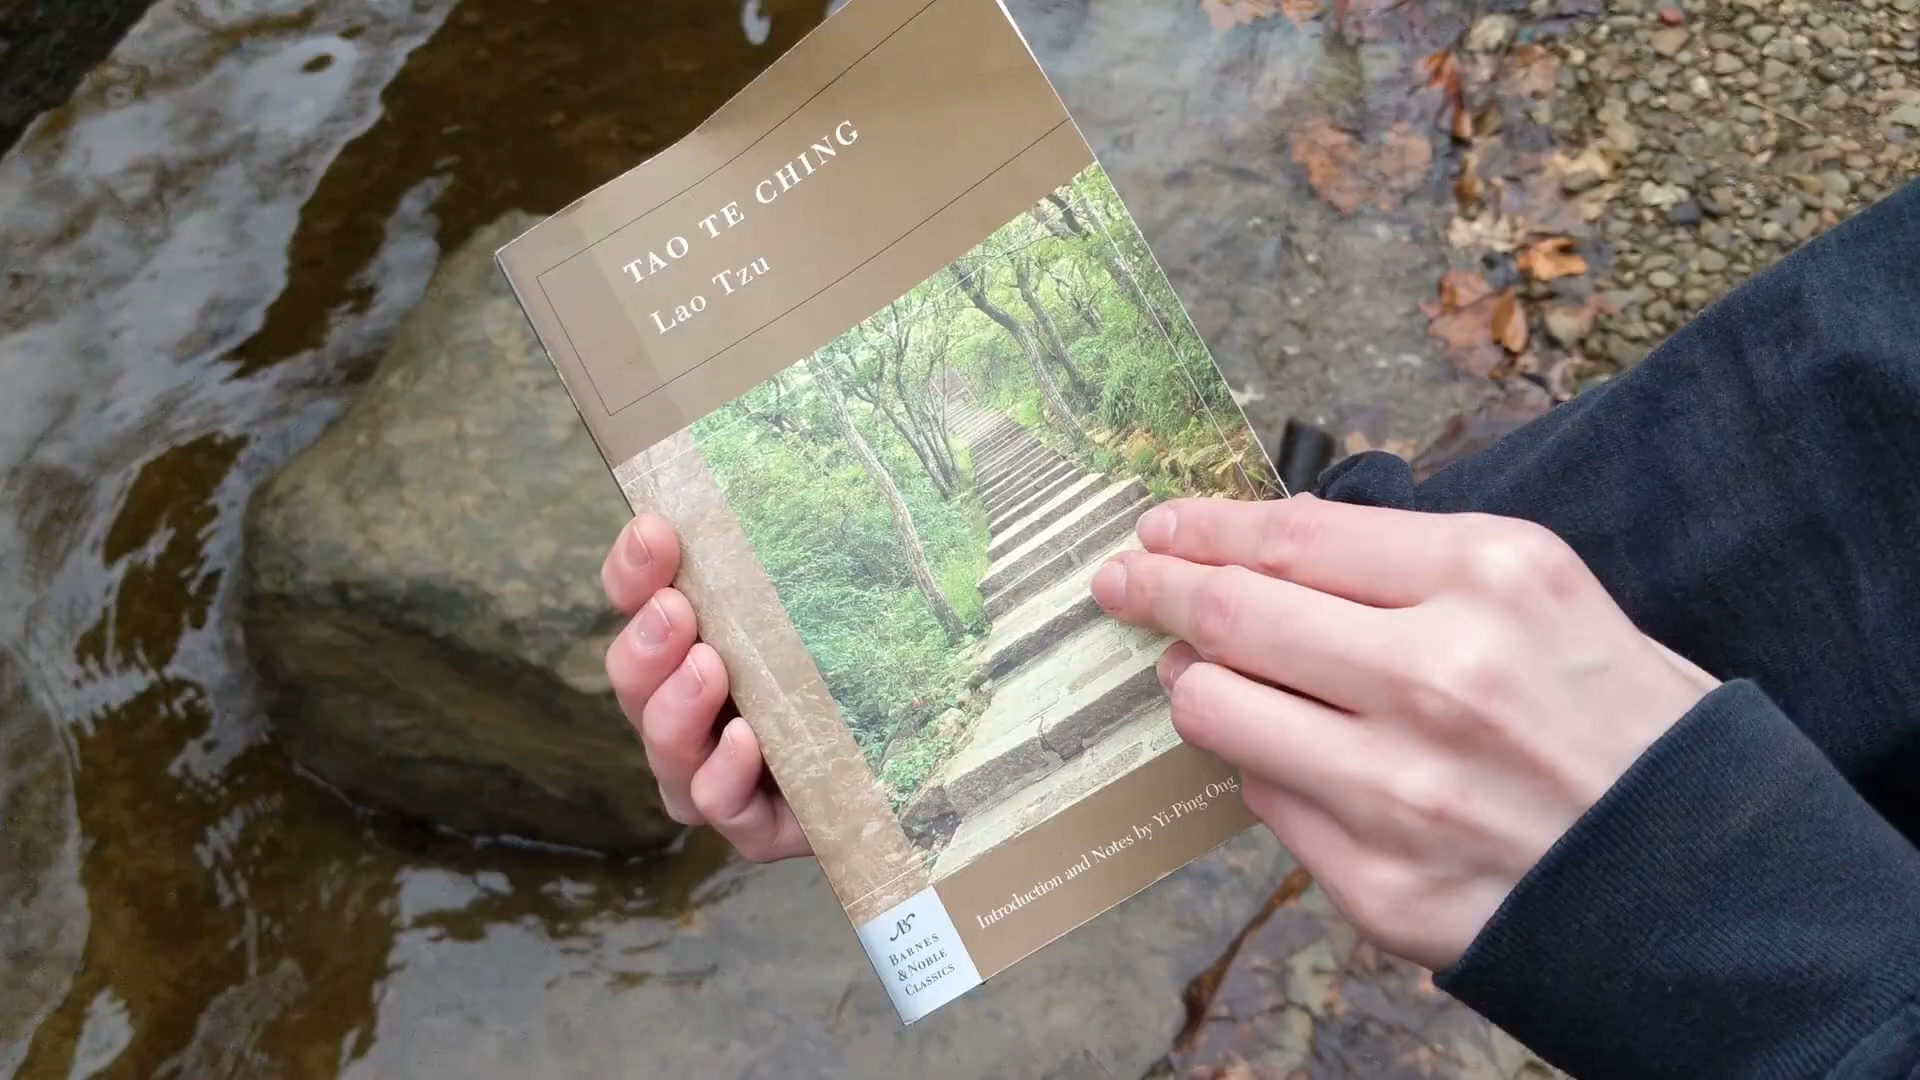 TAO TE CHING
Lao Tzu
Introduction and Notes by Yi-Ping Ong
BARNES
& NOBLE
CLASSICS